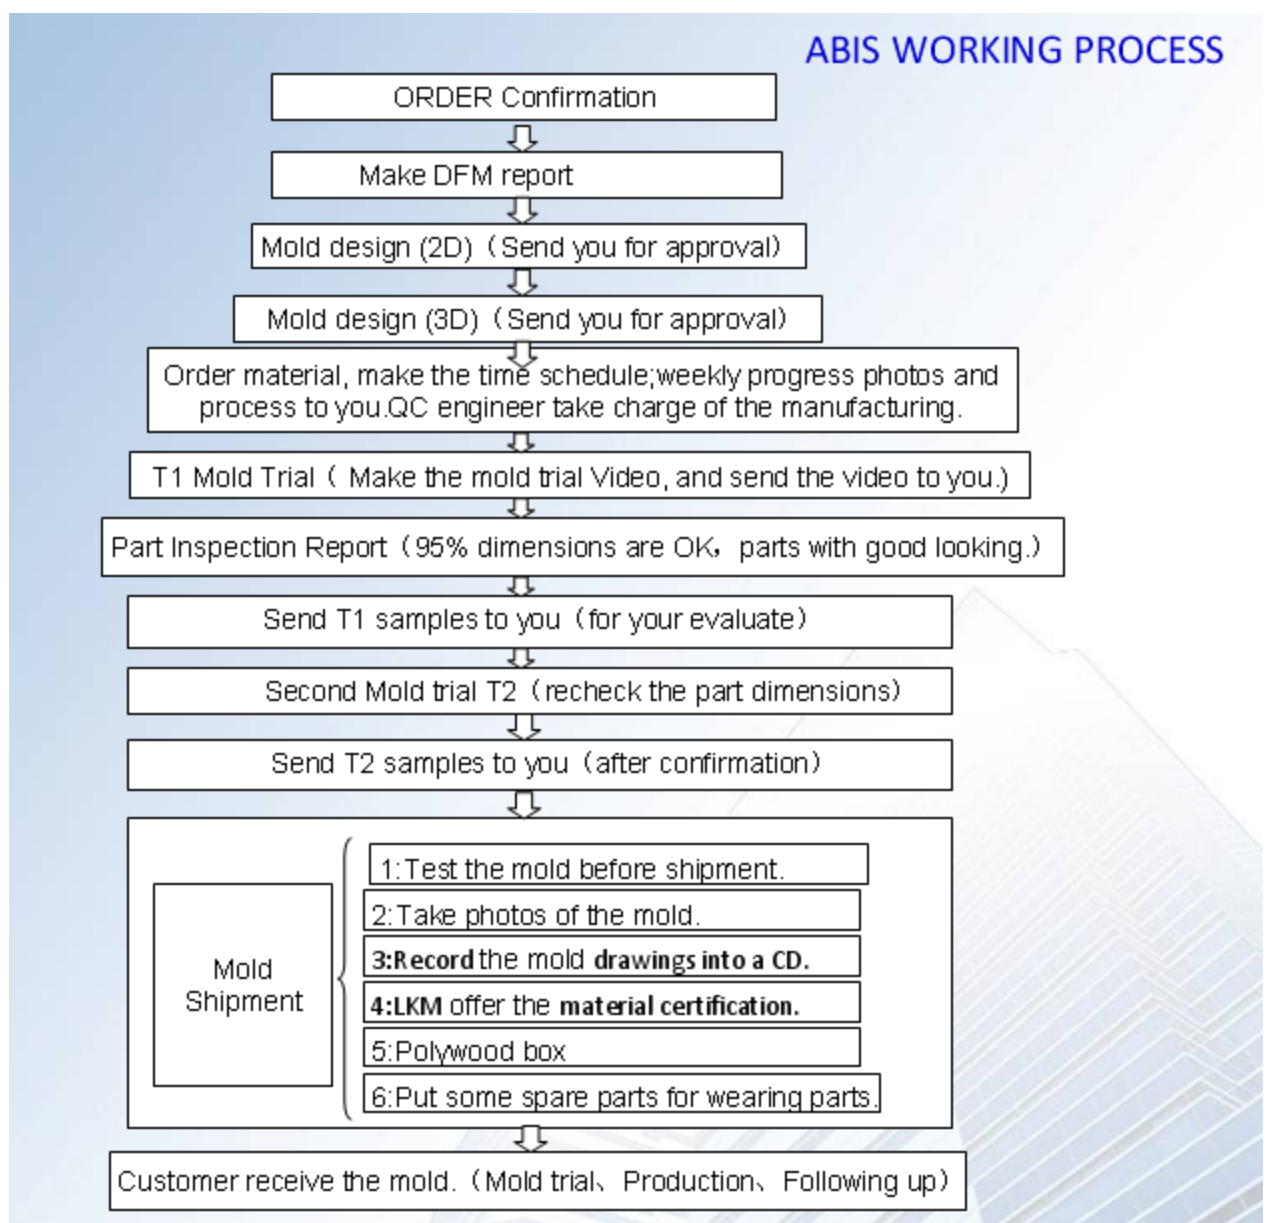 ABIS WORKING PROCESS
ORDER Confirmation
Make DFM report
Mold design (2D)（Send you for approval）
Mold design (3D)（Send you for approval）
Order material, make the time schedule;weekly progress photos and
process to you.QC engineer take charge of the manufacturing.
T1 Mold Trial（ Make the mold trial Video, and send the video to you.)
Part Inspection Report（95% dimensions are OK，parts with good looking.）
Send T1 samples to you（for your evaluate）
Second Mold trial T2（recheck the part dimensions）
Send T2 samples to you（after confirmation）
Mold
Shipment
1:Test the mold before shipment.
2:Take photos of the mold.
3:Record the mold drawings into a CD.
4:LKM offer the material certification.
5:Polywood box
6:Put some spare parts for wearing parts.
Customer receive the mold.（Mold trial、Production、Following up）